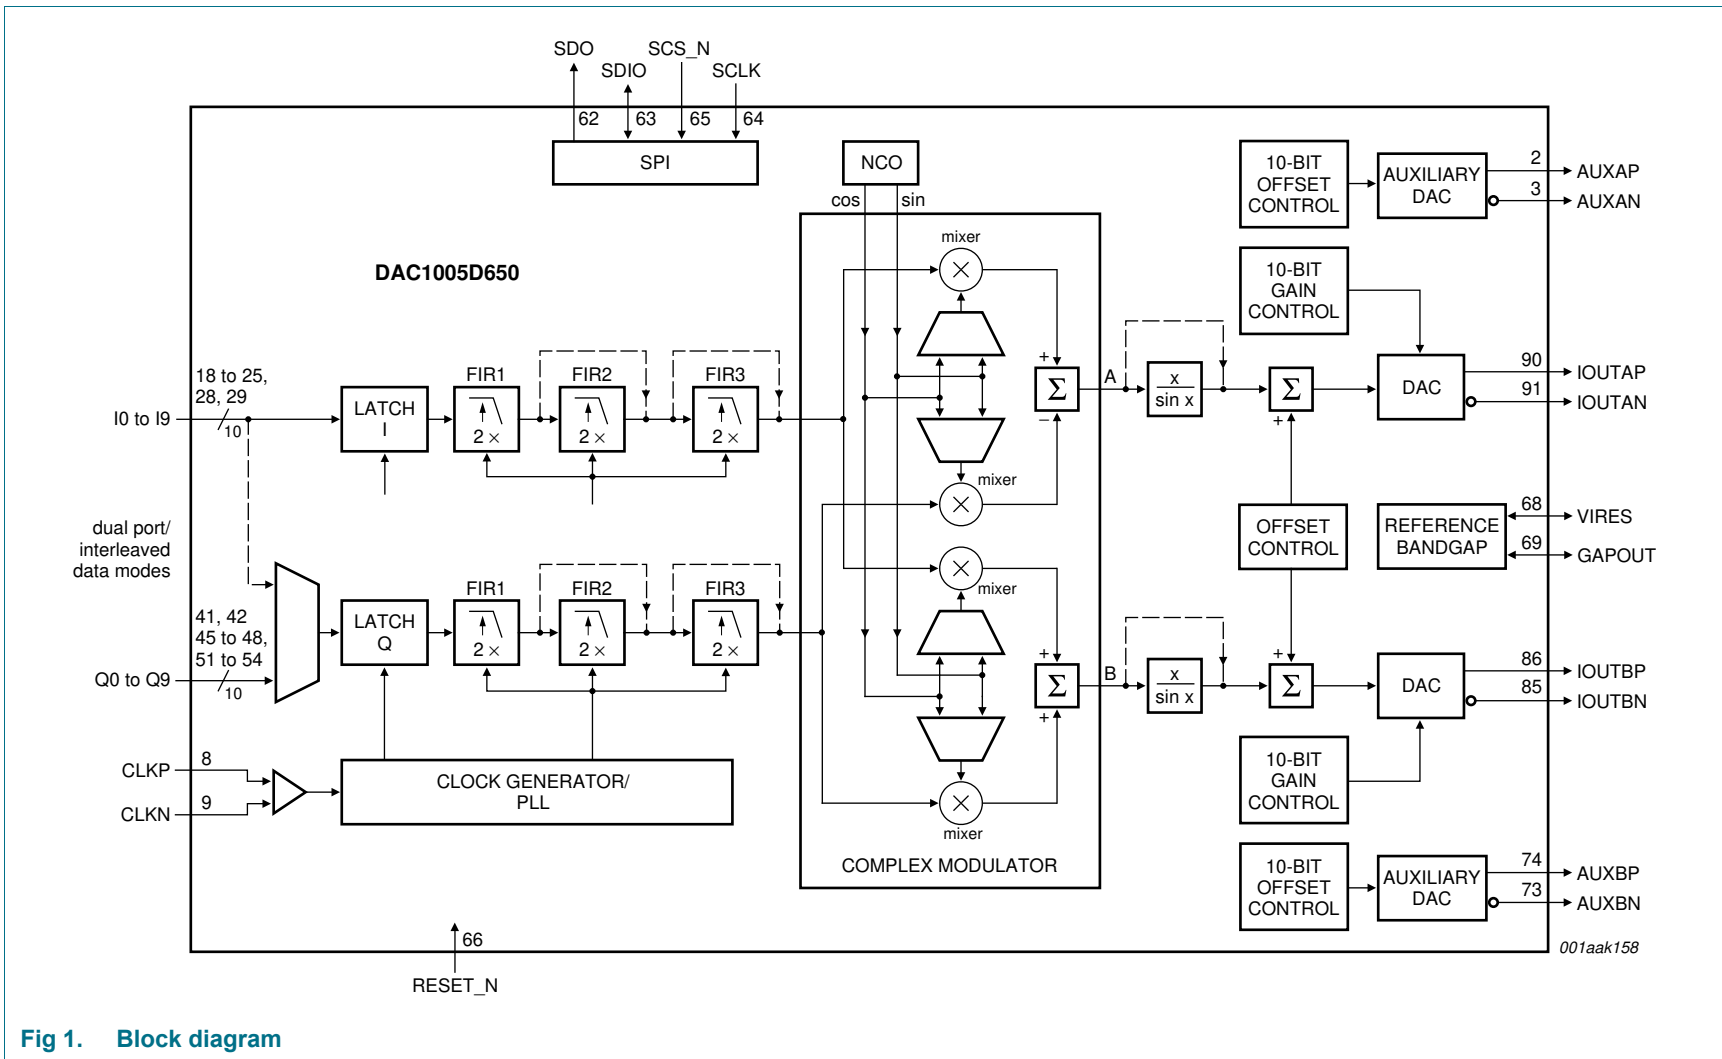 SDO
SCS_N
SDIO
SCLK
62
63
65
64
SPI
NCO
cos
sin
10-BIT
OFFSET
CONTROL
AUXILIARY
DAC
2
AUXAP
3
AUXAN
DAC1005D650
mixer
10-BIT
GAIN
CONTROL
18 to 25,
28, 29
I0 to I9
10
LATCH
I
FIR1
2 ×
FIR2
2 ×
FIR3
2 ×
+
Σ
−
A
x
sin x
Σ
+
DAC
90
IOUTAP
91
IOUTAN
mixer
dual port/
interleaved
data modes
OFFSET
CONTROL
REFERENCE
BANDGAP
68
VIRES
69
GAPOUT
mixer
41, 42
45 to 48,
51 to 54
Q0 to Q9
10
LATCH
Q
FIR1
2 ×
FIR2
2 ×
FIR3
2 ×
+
Σ
+
B
x
sin x
+
Σ
DAC
86
IOUTBP
85
IOUTBN
CLKP
8
CLKN
9
CLOCK GENERATOR/
PLL
mixer
COMPLEX MODULATOR
10-BIT
GAIN
CONTROL
10-BIT
OFFSET
CONTROL
AUXILIARY
DAC
74
AUXBP
73
AUXBN
66
RESET_N
001aak158
Fig 1. Block diagram